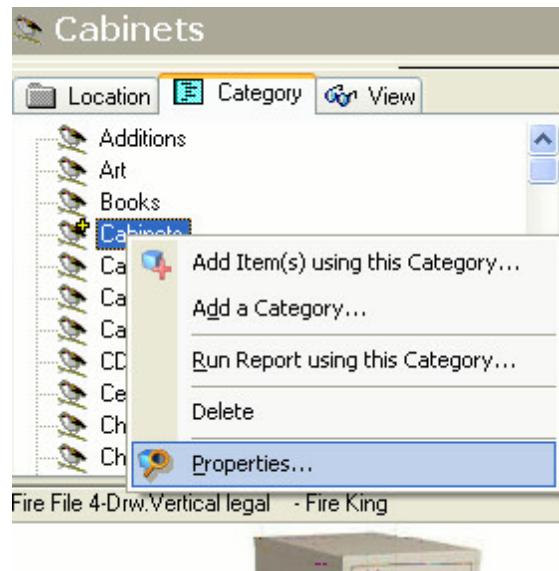 Cabinets
Location Category View
Additions
Art
Books
Cabinets
Add Item(s) using this Category...
Add a Category...
Run Report using this Category...
Delete
Properties...
Fire File 4-Drw.Vertical legal - Fire King